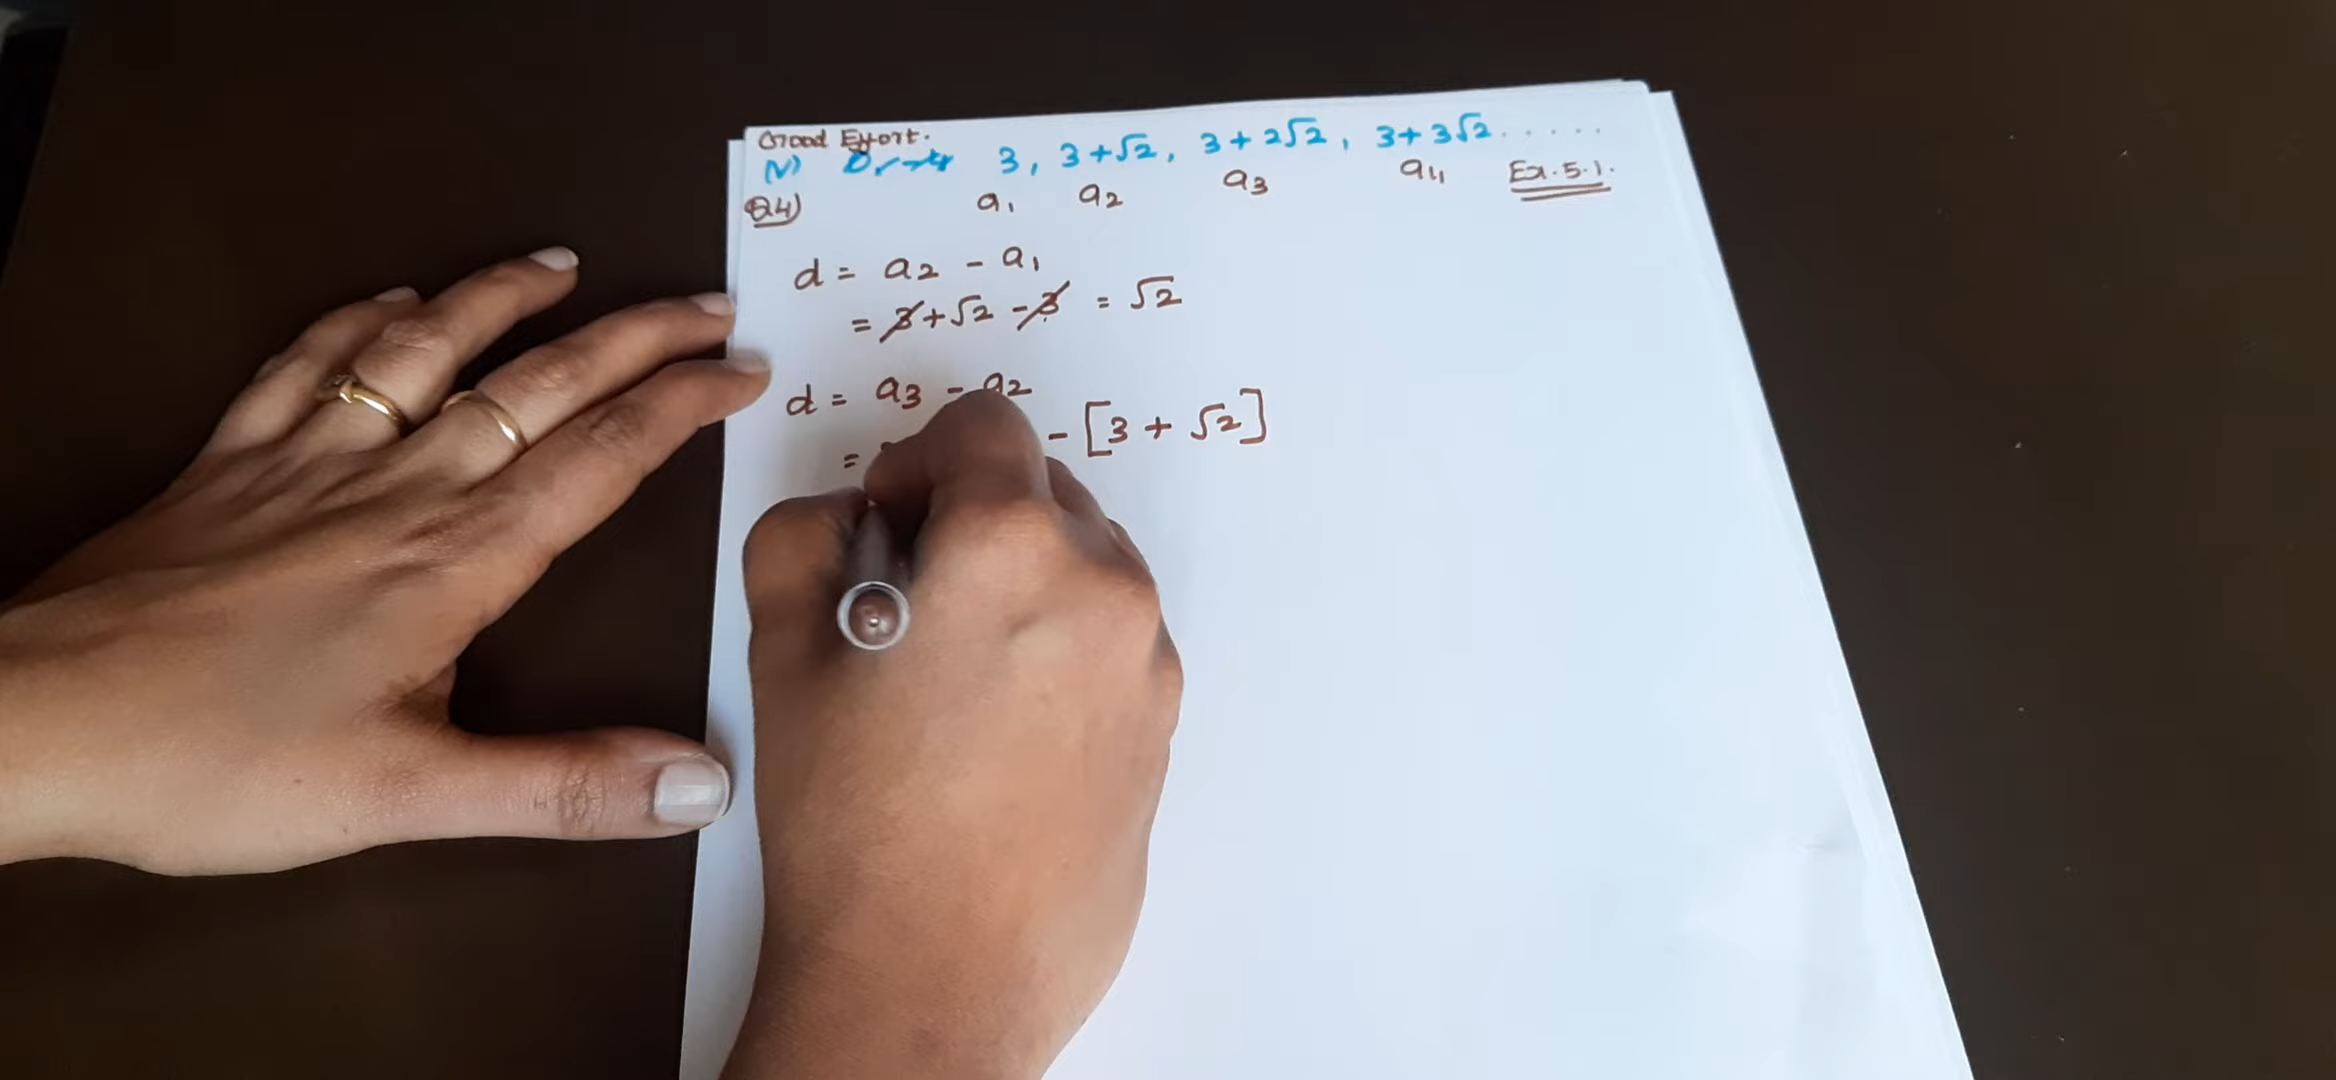 Good Effort.
(v) 3, 3+√2, 3+2√2, 3+3√2.....
Q4) a1 a2 a3 a4 Ex.5.1.
d = a2 - a1
= 3+√2 -3 = √2
d = a3 - a2
= - [3 + √2]